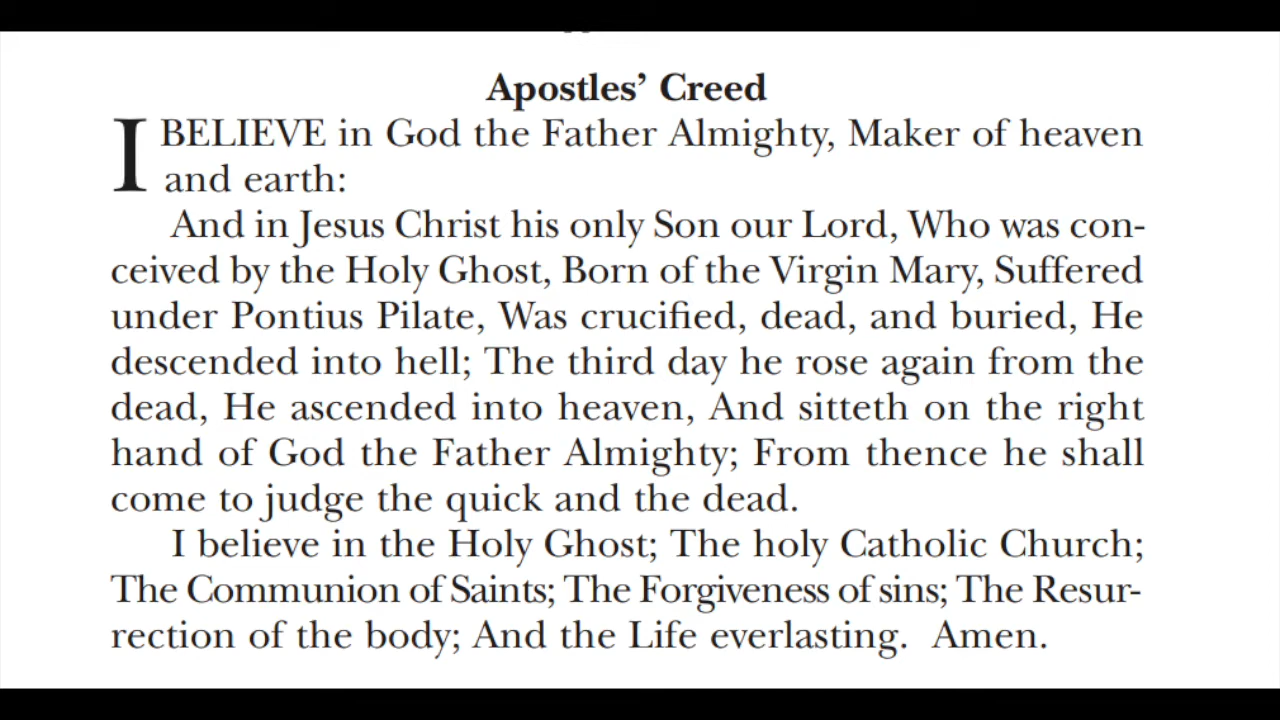 Apostles’ Creed
I BELIEVE in God the Father Almighty, Maker of heaven
and earth:
And in Jesus Christ his only Son our Lord, Who was con-
ceived by the Holy Ghost, Born of the Virgin Mary, Suffered
under Pontius Pilate, Was crucified, dead, and buried, He
descended into hell; The third day he rose again from the
dead, He ascended into heaven, And sitteth on the right
hand of God the Father Almighty; From thence he shall
come to judge the quick and the dead.
I believe in the Holy Ghost; The holy Catholic Church;
The Communion of Saints; The Forgiveness of sins; The Resur-
rection of the body; And the Life everlasting. Amen.